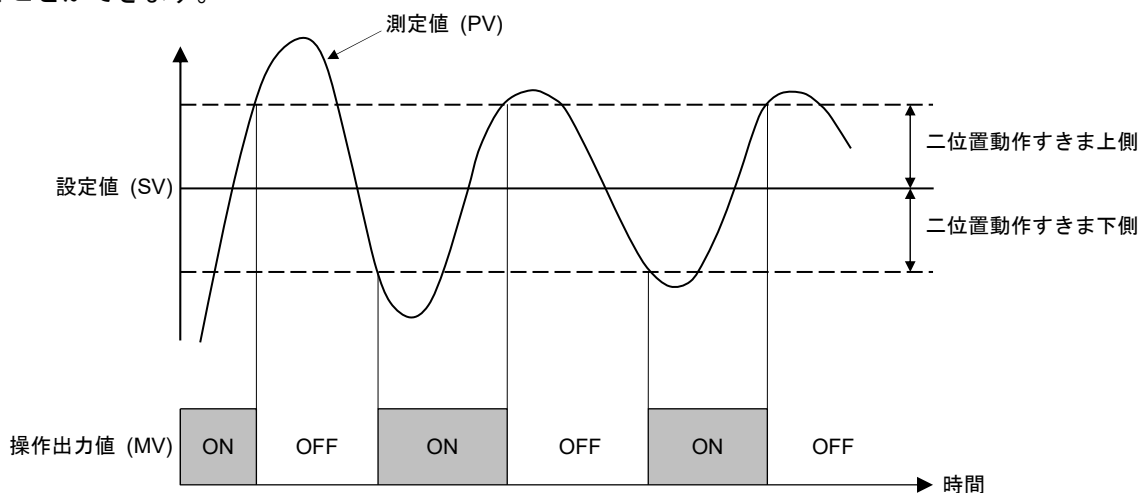 測定値 (PV)
二位置動作すきま上側
設定値 (SV)
二位置動作すきま下側
操作出力値 (MV)
ON
OFF
ON
OFF
ON
OFF
時間